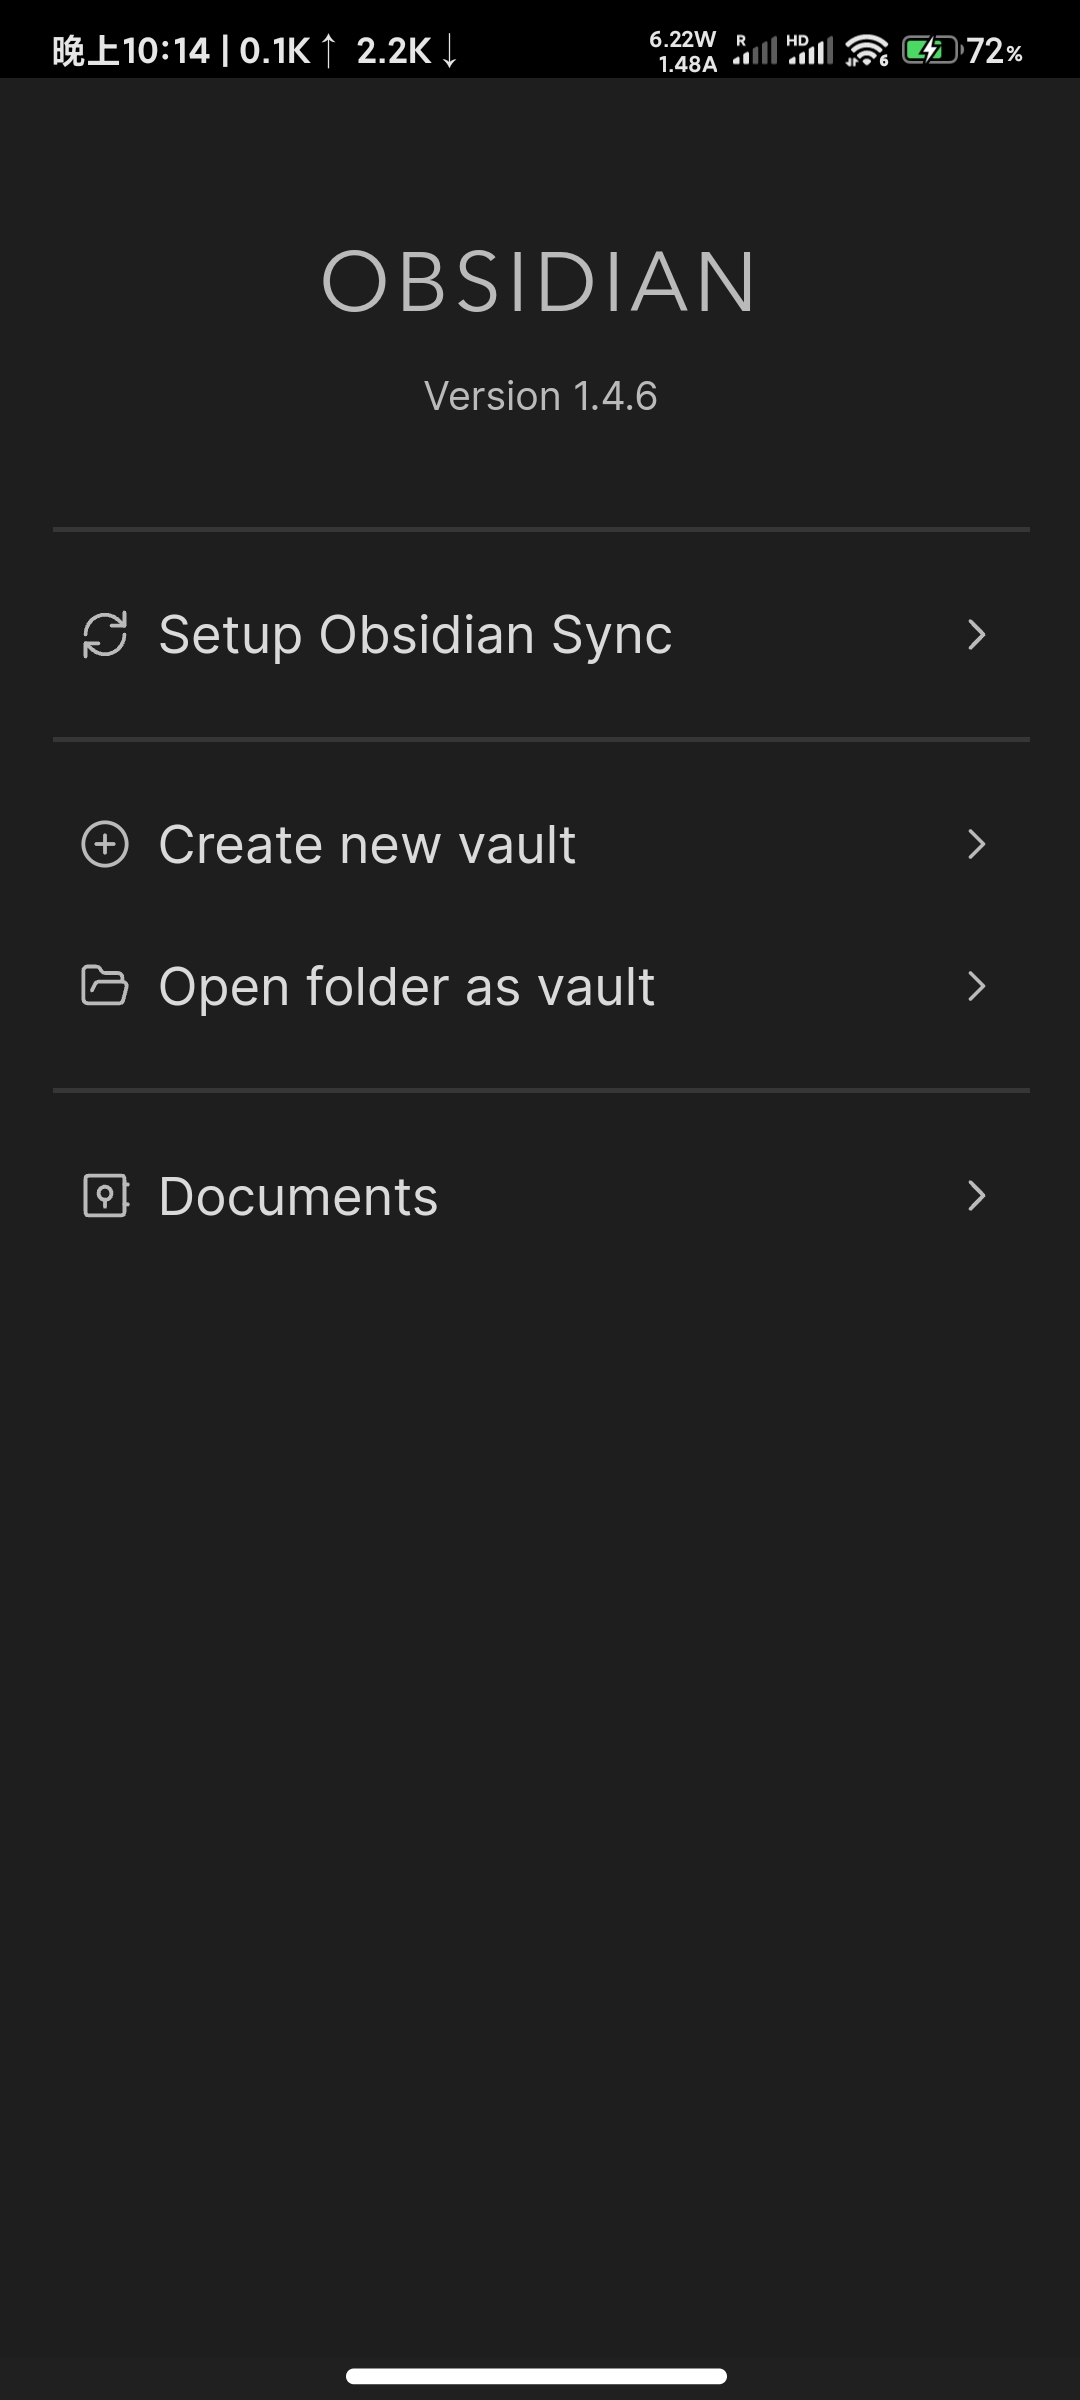 晚上10:14 | 0.1K↑ 2.2K↓
6.22W
1.48A
R HD 6 72%
OBSIDIAN
Version 1.4.6
Setup Obsidian Sync
Create new vault
Open folder as vault
Documents